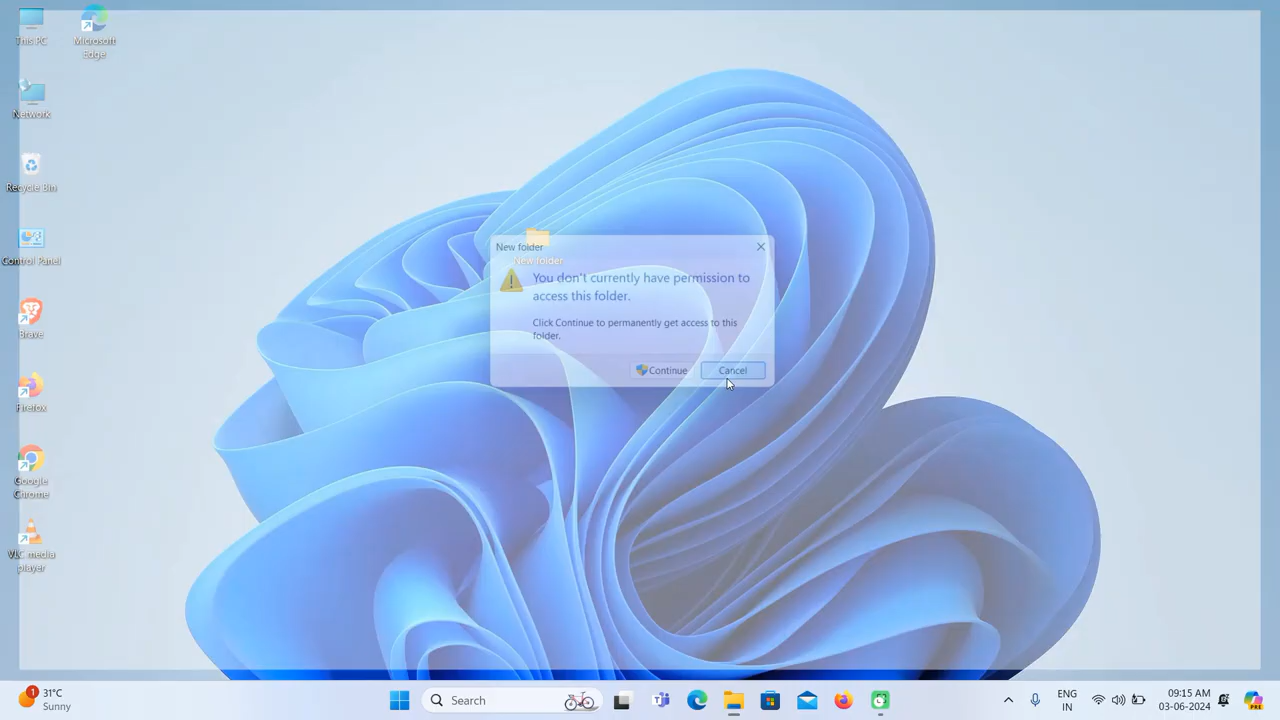 This PC
Microsoft
Edge
Network
Recycle Bin
Control Panel
Brave
Firefox
Google
Chrome
VLC media
player
New folder
New folder
You don't currently have permission to
access this folder.
Click Continue to permanently get access to this
folder.
Continue
Cancel
1
31°C
Sunny
Search
ENG
IN
09:15 AM
03-06-2024
PRE